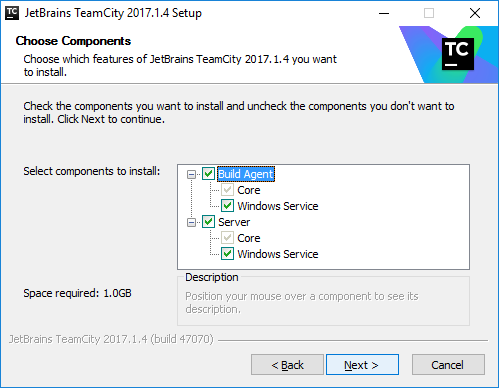 TC JetBrains TeamCity 2017.1.4 Setup
Choose Components
Choose which features of JetBrains TeamCity 2017.1.4 you want
to install.
TC
Check the components you want to install and uncheck the components you don't want to
install. Click Next to continue.
Select components to install:
Build Agent
Core
Windows Service
Server
Core
Windows Service
Space required: 1.0GB
Description
Position your mouse over a component to see its
description.
JetBrains TeamCity 2017.1.4 (build 47070)
< Back
Next >
Cancel